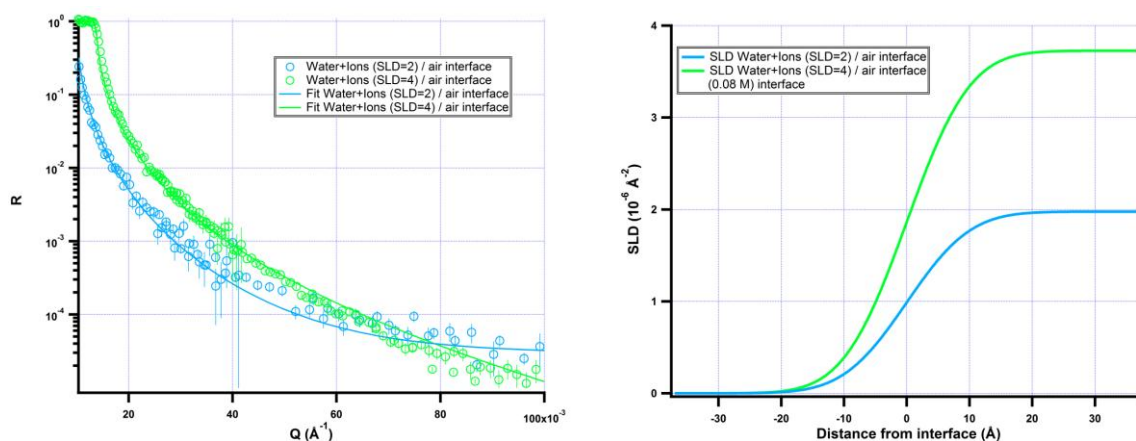 10⁰
10⁻¹
10⁻²
10⁻³
10⁻⁴
R
Water+Ions (SLD=2) / air interface
Water+Ions (SLD=4) / air interface
Fit Water+Ions (SLD=2) / air interface
Fit Water+Ions (SLD=4) / air interface
20
40
60
80
100x10⁻³
Q (Å⁻¹)
4
3
2
1
0
SLD (10⁻⁶ Å⁻²)
SLD Water+Ions (SLD=2) / air interface
SLD Water+Ions (SLD=4) / air interface
(0.08 M) interface
-30
-20
-10
0
10
20
30
Distance from interface (Å)